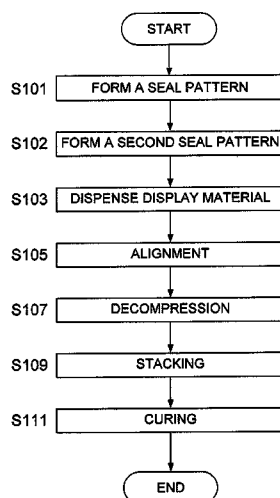 START
S101 FORM A SEAL PATTERN
S102 FORM A SECOND SEAL PATTERN
S103 DISPENSE DISPLAY MATERIAL
S105 ALIGNMENT
S107 DECOMPRESSION
S109 STACKING
S111 CURING
END